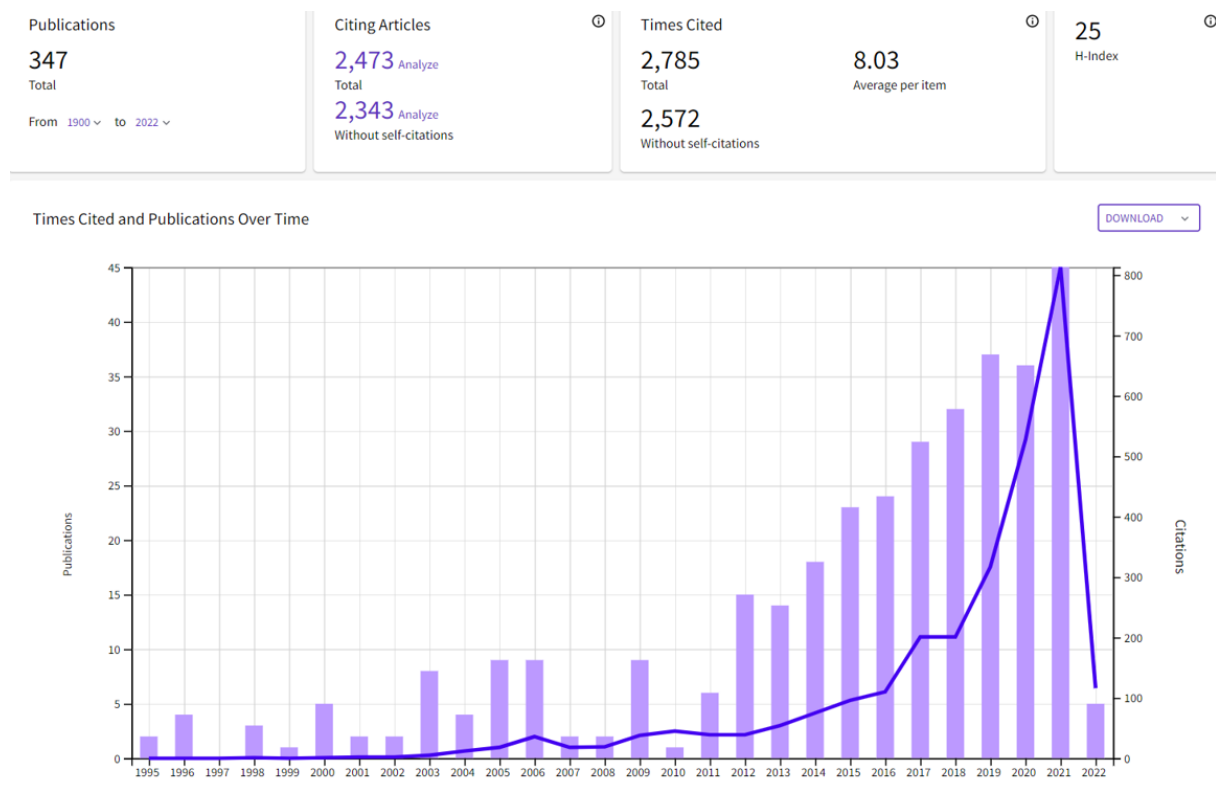 Publications
347
Total
From 1900 to 2022
Citing Articles
2,473 Analyze
Total
2,343 Analyze
Without self-citations
Times Cited
2,785
Total
8.03
Average per item
2,572
Without self-citations
25
H-Index
Times Cited and Publications Over Time
DOWNLOAD
Publications
45
40
35
30
25
20
15
10
5
0
1995 1996 1997 1998 1999 2000 2001 2002 2003 2004 2005 2006 2007 2008 2009 2010 2011 2012 2013 2014 2015 2016 2017 2018 2019 2020 2021 2022
800
700
600
500
400
300
200
100
0
Citations